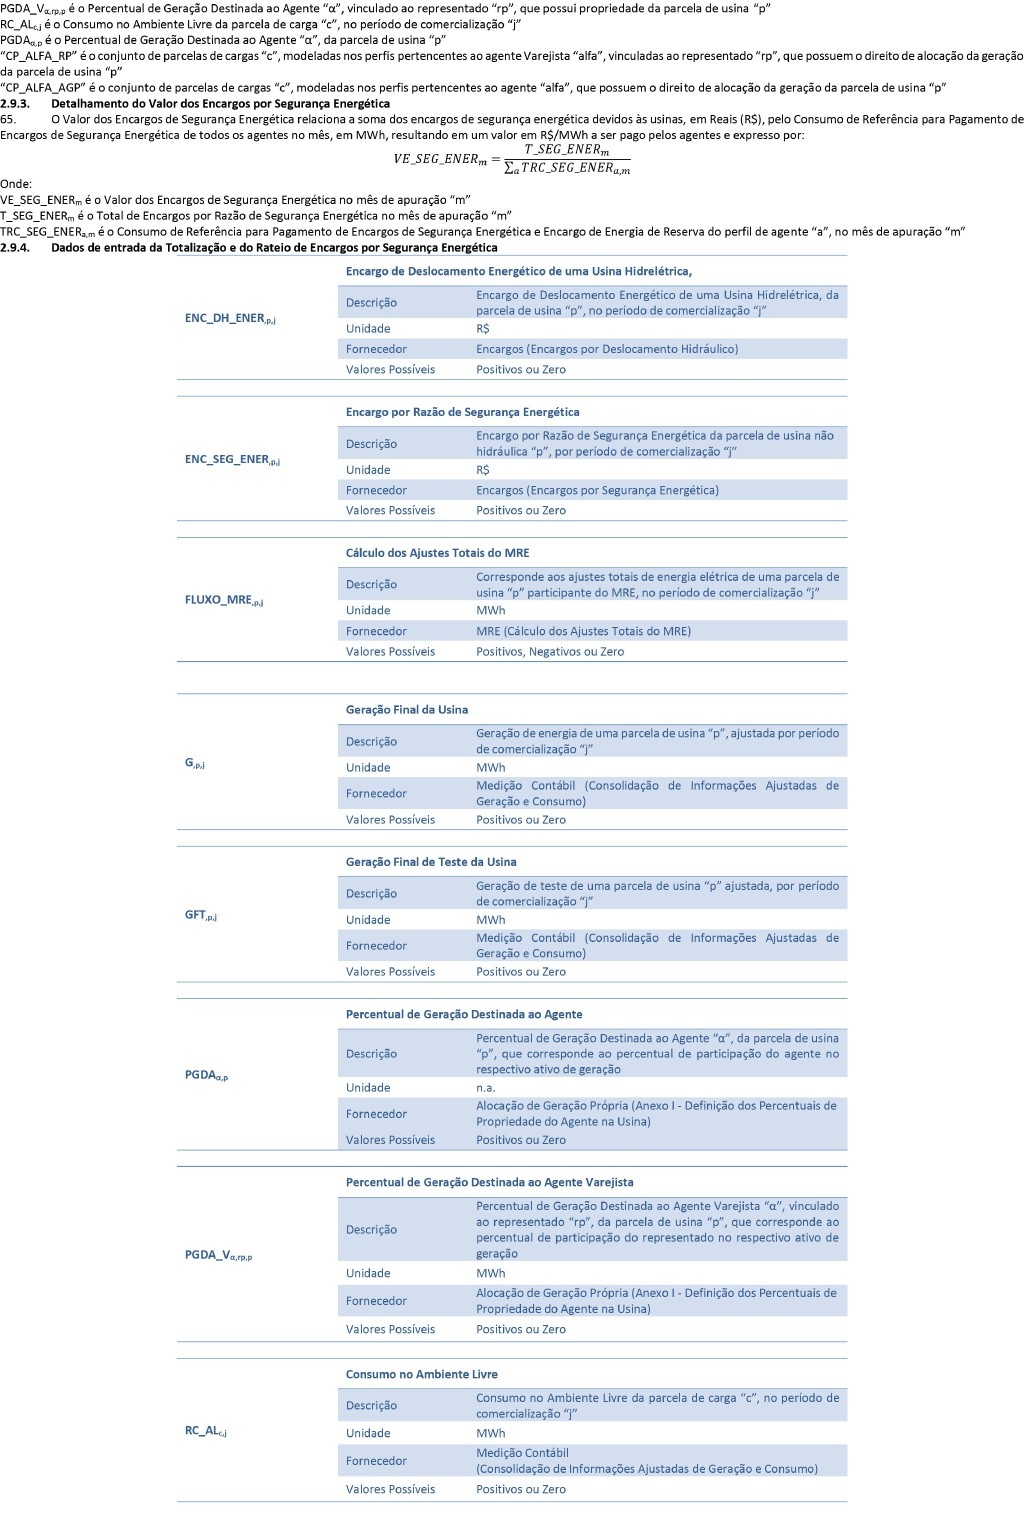 PGDA_Vα,rp,p é o Percentual de Geração Destinada ao Agente “α”, vinculado ao representado “rp”, que possui propriedade da parcela de usina “p”
RC_ALc,j é o Consumo no Ambiente Livre da parcela de carga “c”, no período de comercialização “j”
PGDAα,p é o Percentual de Geração Destinada ao Agente “α”, da parcela de usina “p”
“CP_ALFA_RP” é o conjunto de parcelas de cargas “c”, modeladas nos perfis pertencentes ao agente Varejista “alfa”, vinculadas ao representado “rp”, que possuem o direito de alocação da geração
da parcela de usina “p”
“CP_ALFA_AGP” é o conjunto de parcelas de cargas “c”, modeladas nos perfis pertencentes ao agente “alfa”, que possuem o direito de alocação da geração da parcela de usina “p”
2.9.3. Detalhamento do Valor dos Encargos por Segurança Energética
65. O Valor dos Encargos de Segurança Energética relaciona a soma dos encargos de segurança energética devidos às usinas, em Reais (R$), pelo Consumo de Referência para Pagamento de
Encargos de Segurança Energética de todos os agentes no mês, em MWh, resultando em um valor em R$/MWh a ser pago pelos agentes e expresso por:
VE_SEG_ENERm = T_SEG_ENERm / ∑a TRC_SEG_ENERa,m
Onde:
VE_SEG_ENERm é o Valor dos Encargos de Segurança Energética no mês de apuração “m”
T_SEG_ENERm é o Total de Encargos por Razão de Segurança Energética no mês de apuração “m”
TRC_SEG_ENERa,m é o Consumo de Referência para Pagamento de Encargos de Segurança Energética e Encargo de Energia de Reserva do perfil de agente “a”, no mês de apuração “m”
2.9.4. Dados de entrada da Totalização e do Rateio de Encargos por Segurança Energética
ENC_DH_ENER,p,j
Encargo de Deslocamento Energético de uma Usina Hidrelétrica,
Descrição Encargo de Deslocamento Energético de uma Usina Hidrelétrica, da
parcela de usina “p”, no período de comercialização “j”
Unidade R$
Fornecedor Encargos (Encargos por Deslocamento Hidráulico)
Valores Possíveis Positivos ou Zero
ENC_SEG_ENER,p,j
Encargo por Razão de Segurança Energética
Descrição Encargo por Razão de Segurança Energética da parcela de usina não
hidráulica “p”, por período de comercialização “j”
Unidade R$
Fornecedor Encargos (Encargos por Segurança Energética)
Valores Possíveis Positivos ou Zero
FLUXO_MRE,p,j
Cálculo dos Ajustes Totais do MRE
Descrição Corresponde aos ajustes totais de energia elétrica de uma parcela de
usina “p” participante do MRE, no período de comercialização “j”
Unidade MWh
Fornecedor MRE (Cálculo dos Ajustes Totais do MRE)
Valores Possíveis Positivos, Negativos ou Zero
G,p,j
Geração Final da Usina
Descrição Geração de energia de uma parcela de usina “p”, ajustada por período
de comercialização “j”
Unidade MWh
Fornecedor Medição Contábil (Consolidação de Informações Ajustadas de
Geração e Consumo)
Valores Possíveis Positivos ou Zero
GFT,p,j
Geração Final de Teste da Usina
Descrição Geração de teste de uma parcela de usina “p” ajustada, por período
de comercialização “j”
Unidade MWh
Fornecedor Medição Contábil (Consolidação de Informações Ajustadas de
Geração e Consumo)
Valores Possíveis Positivos ou Zero
PGDAα,p
Percentual de Geração Destinada ao Agente
Descrição Percentual de Geração Destinada ao Agente “α”, da parcela de usina
“p”, que corresponde ao percentual de participação do agente no
respectivo ativo de geração
Unidade n.a.
Fornecedor Alocação de Geração Própria (Anexo I - Definição dos Percentuais de
Propriedade do Agente na Usina)
Valores Possíveis Positivos ou Zero
PGDA_Vα,rp,p
Percentual de Geração Destinada ao Agente Varejista
Descrição Percentual de Geração Destinada ao Agente Varejista “α”, vinculado
ao representado “rp”, da parcela de usina “p”, que corresponde ao
percentual de participação do representado no respectivo ativo de
geração
Unidade MWh
Fornecedor Alocação de Geração Própria (Anexo I - Definição dos Percentuais de
Propriedade do Agente na Usina)
Valores Possíveis Positivos ou Zero
RC_ALc,j
Consumo no Ambiente Livre
Descrição Consumo no Ambiente Livre da parcela de carga “c”, no período de
comercialização “j”
Unidade MWh
Fornecedor Medição Contábil
(Consolidação de Informações Ajustadas de Geração e Consumo)
Valores Possíveis Positivos ou Zero